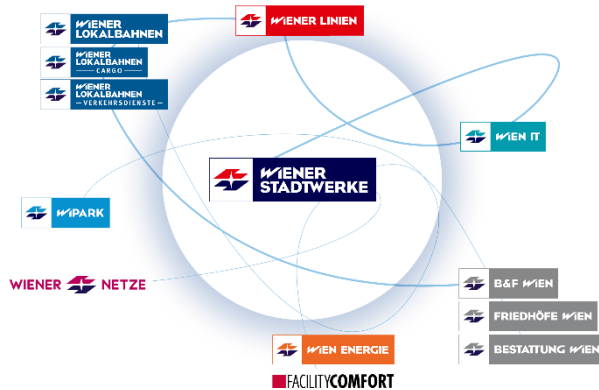 WIENER
LOKALBAHNEN
WIENER
LOKALBAHNEN
CARGO
WIENER
LOKALBAHNEN
VERKEHRSDIENSTE
WIENER LINIEN
WIEN IT
WIENER
STADTWERKE
WIPARK
WIENER NETZE
B&F WIEN
FRIEDHÖFE WIEN
BESTATTUNG WIEN
WIEN ENERGIE
FACILITYCOMFORT